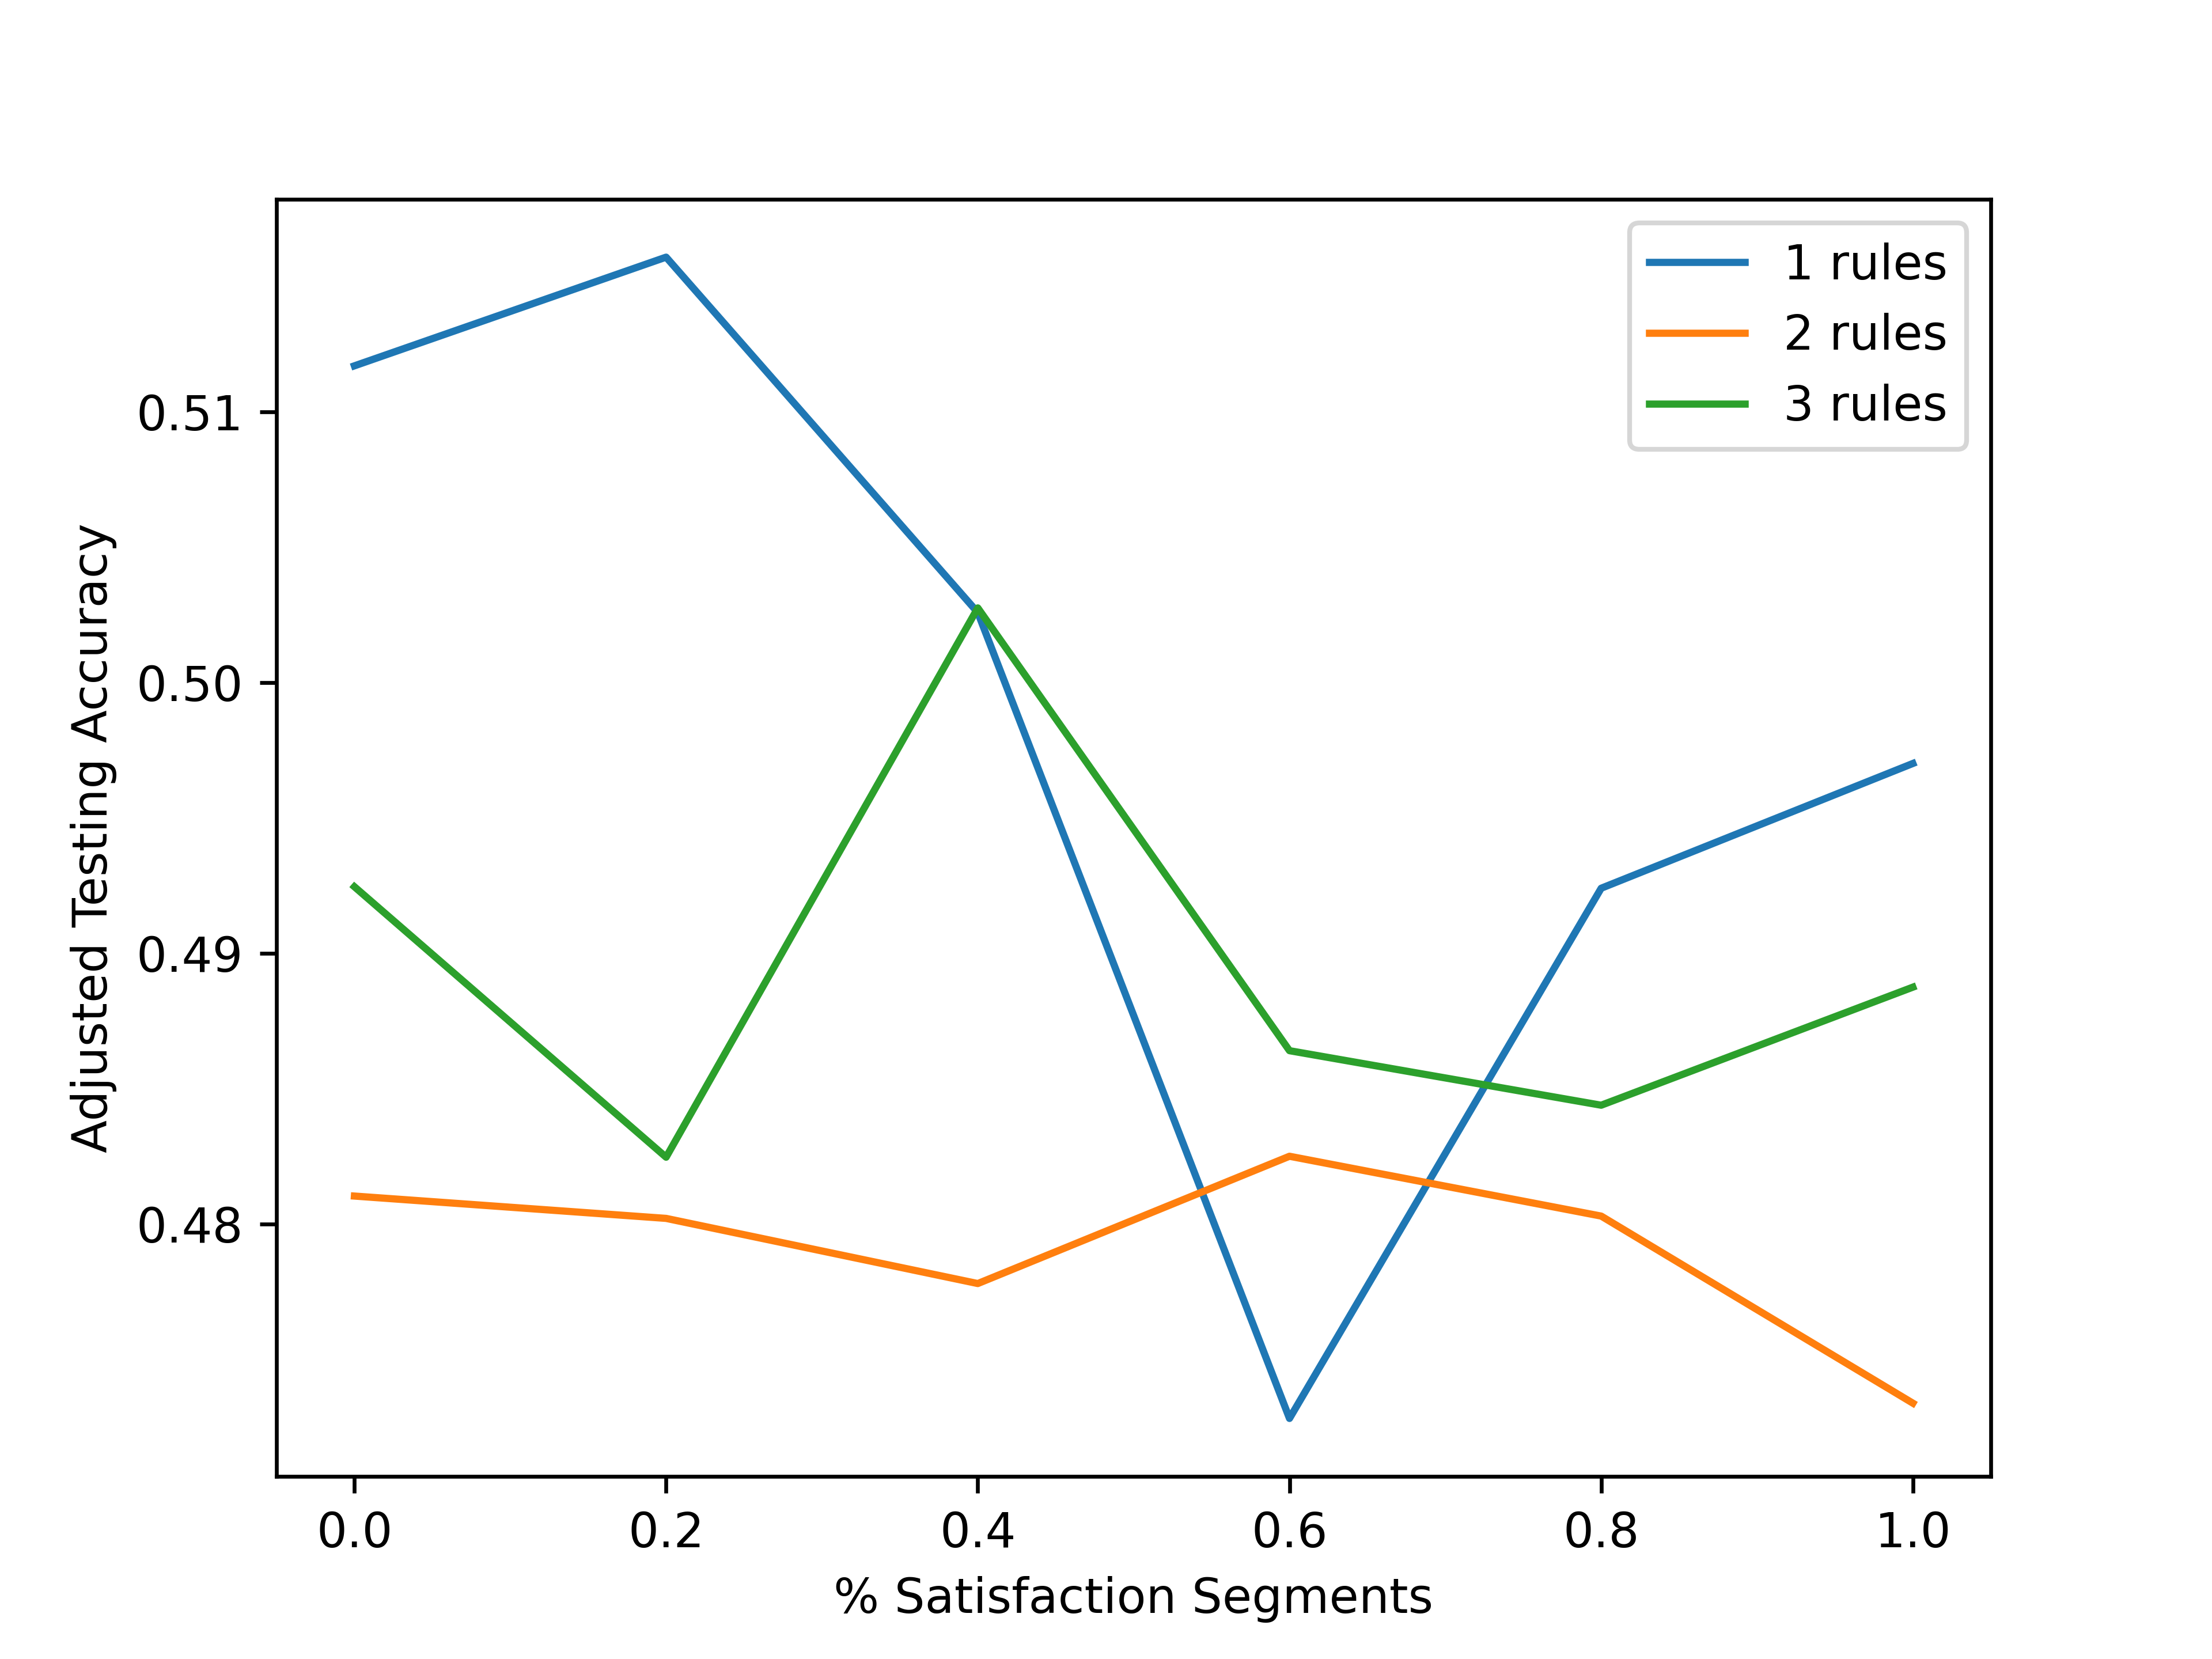 1 rules
2 rules
3 rules
0.51
0.50
0.49
0.48
Adjusted Testing Accuracy
0.0 0.2 0.4 0.6 0.8 1.0
% Satisfaction Segments